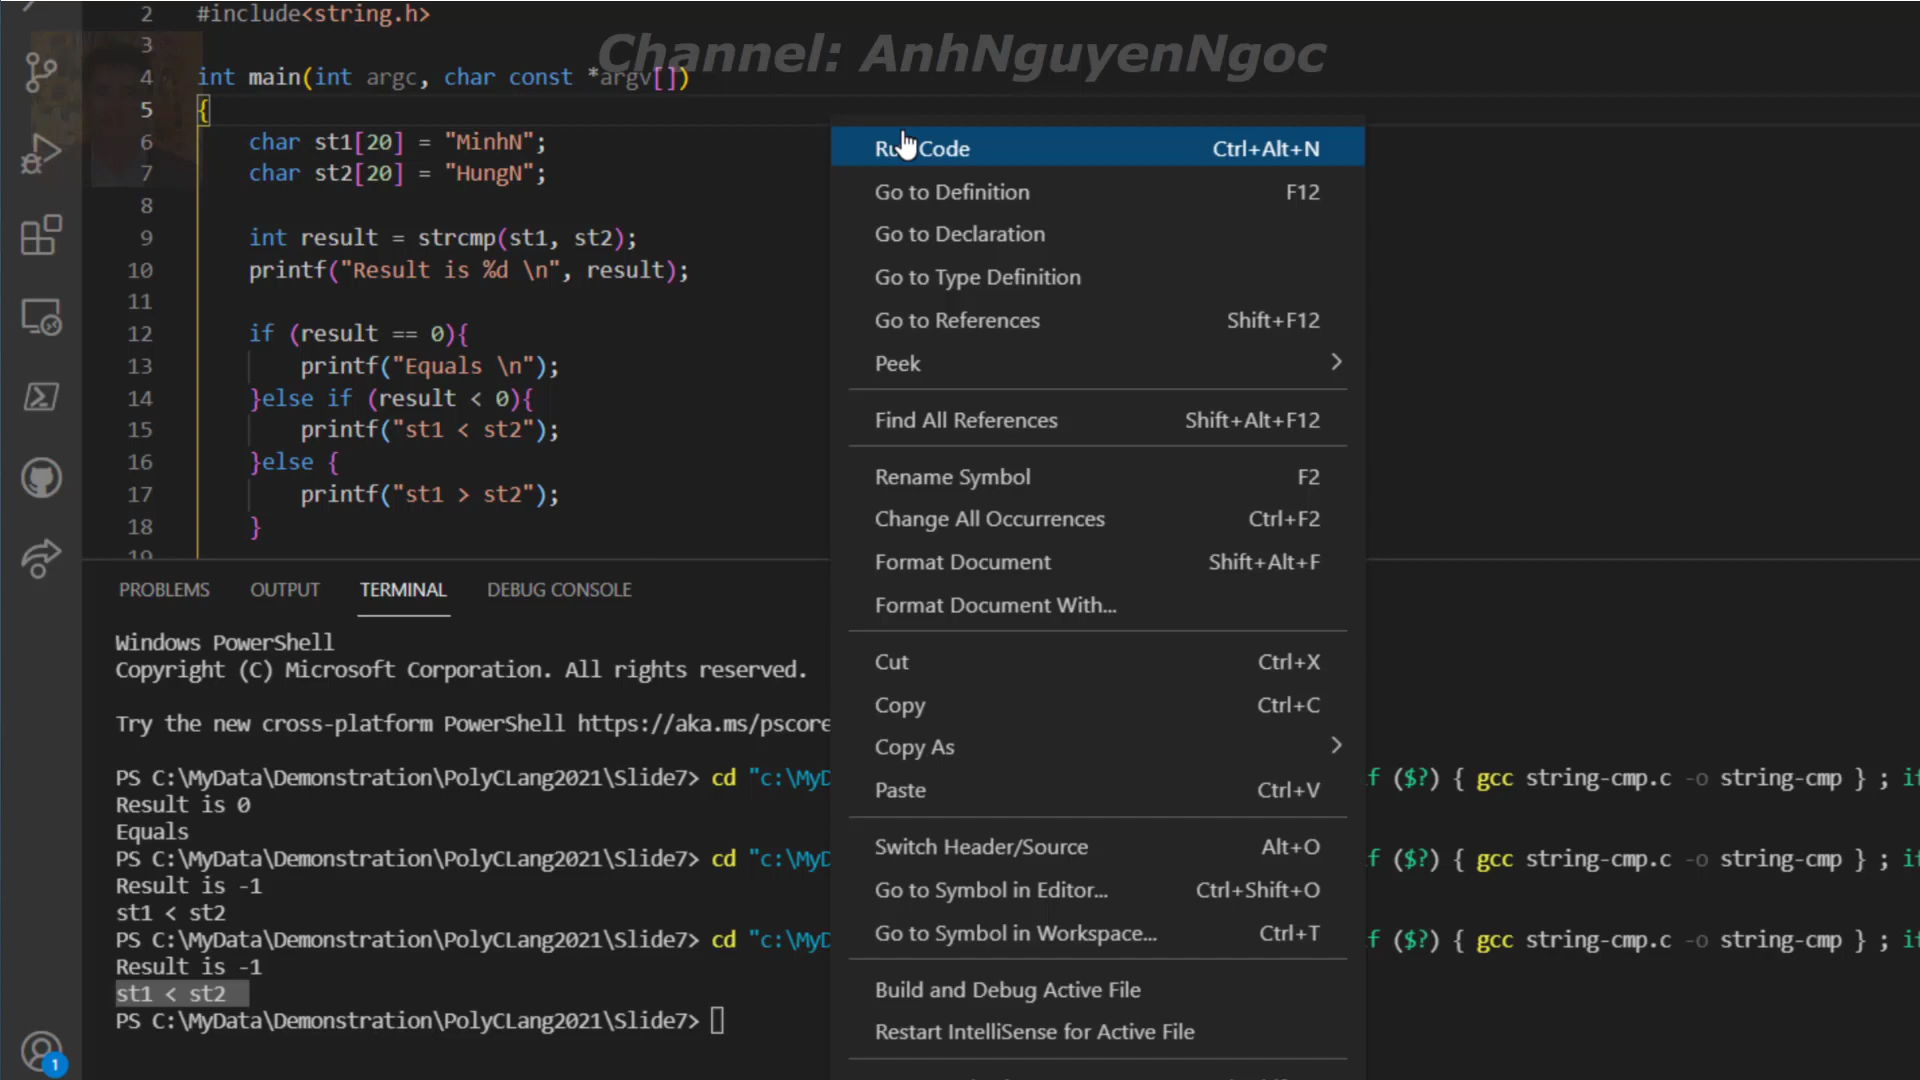 Channel: AnhNguyenNgoc
2 #include<string.h>
3
4 int main(int argc, char const *argv[])
5 {
6 char st1[20] = "MinhN";
7 char st2[20] = "HungN";
8
9 int result = strcmp(st1, st2);
10 printf("Result is %d \n", result);
11
12 if (result == 0){
13 printf("Equals \n");
14 }else if (result < 0){
15 printf("st1 < st2");
16 }else {
17 printf("st1 > st2");
18 }
19
Run Code Ctrl+Alt+N
Go to Definition F12
Go to Declaration
Go to Type Definition
Go to References Shift+F12
Peek
Find All References Shift+Alt+F12
Rename Symbol F2
Change All Occurrences Ctrl+F2
Format Document Shift+Alt+F
Format Document With...
Cut Ctrl+X
Copy Ctrl+C
Copy As
Paste Ctrl+V
Switch Header/Source Alt+O
Go to Symbol in Editor... Ctrl+Shift+O
Go to Symbol in Workspace... Ctrl+T
Build and Debug Active File
Restart IntelliSense for Active File
PROBLEMS OUTPUT TERMINAL DEBUG CONSOLE
Windows PowerShell
Copyright (C) Microsoft Corporation. All rights reserved.
Try the new cross-platform PowerShell https://aka.ms/pscore
PS C:\MyData\Demonstration\PolyCLang2021\Slide7> cd "c:\MyD f ($?) { gcc string-cmp.c -o string-cmp } ; if
Result is 0
Equals
PS C:\MyData\Demonstration\PolyCLang2021\Slide7> cd "c:\MyD f ($?) { gcc string-cmp.c -o string-cmp } ; if
Result is -1
st1 < st2
PS C:\MyData\Demonstration\PolyCLang2021\Slide7> cd "c:\MyD f ($?) { gcc string-cmp.c -o string-cmp } ; if
Result is -1
st1 < st2
PS C:\MyData\Demonstration\PolyCLang2021\Slide7>
1